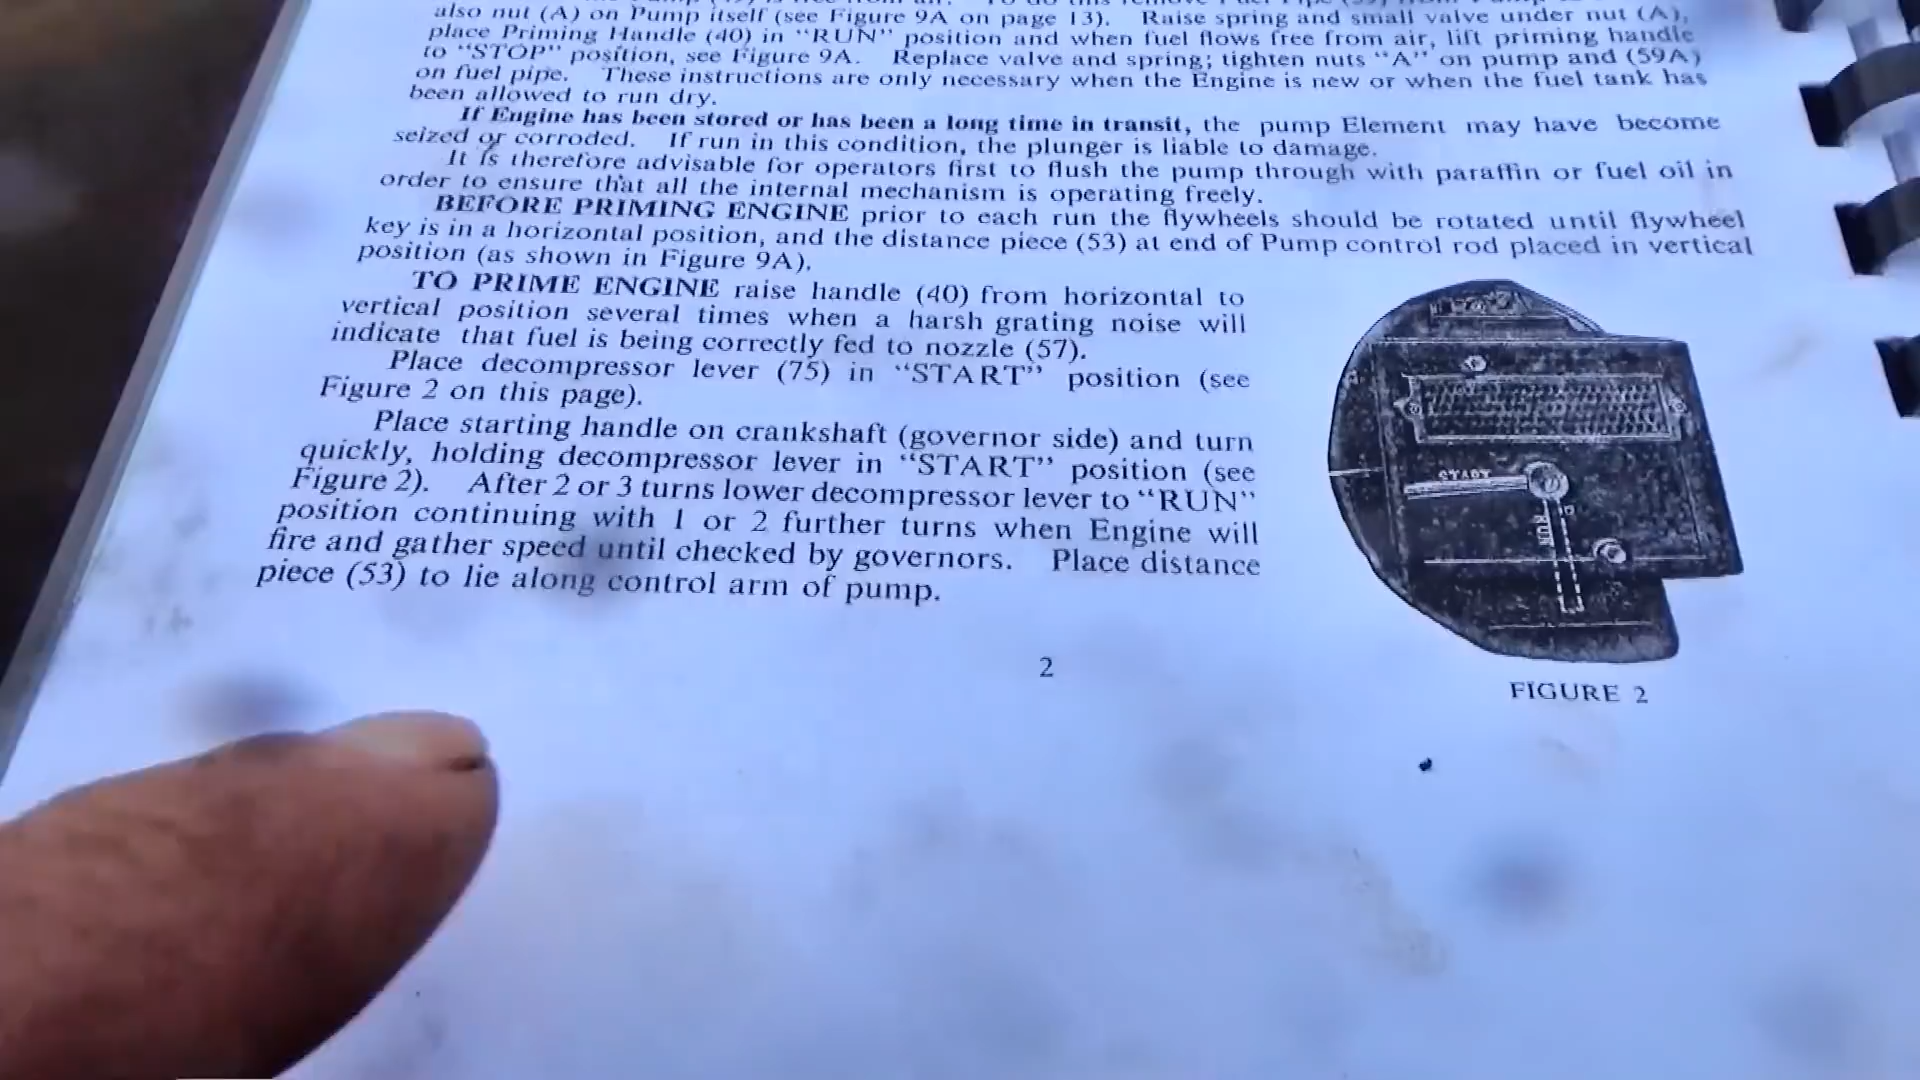 also nut (A) on Pump itself (see Figure 9A on page 13). Raise spring and small valve under nut (A),
place Priming Handle (40) in "RUN" position and when fuel flows free from air, lift priming handle
to "STOP" position, see Figure 9A. Replace valve and spring; tighten nuts "A" on pump and (59A)
on fuel pipe. These instructions are only necessary when the Engine is new or when the fuel tank has
been allowed to run dry.
If Engine has been stored or has been a long time in transit, the pump Element may have become
seized or corroded. If run in this condition, the plunger is liable to damage.
It is therefore advisable for operators first to flush the pump through with paraffin or fuel oil in
order to ensure that all the internal mechanism is operating freely.
BEFORE PRIMING ENGINE prior to each run the flywheels should be rotated until flywheel
key is in a horizontal position, and the distance piece (53) at end of Pump control rod placed in vertical
position (as shown in Figure 9A).
TO PRIME ENGINE raise handle (40) from horizontal to
vertical position several times when a harsh grating noise will
indicate that fuel is being correctly fed to nozzle (57).
Place decompressor lever (75) in "START" position (see
Figure 2 on this page).
Place starting handle on crankshaft (governor side) and turn
quickly, holding decompressor lever in "START" position (see
Figure 2). After 2 or 3 turns lower decompressor lever to "RUN"
position continuing with 1 or 2 further turns when Engine will
fire and gather speed until checked by governors. Place distance
piece (53) to lie along control arm of pump.
START
RUN
FIGURE 2
2